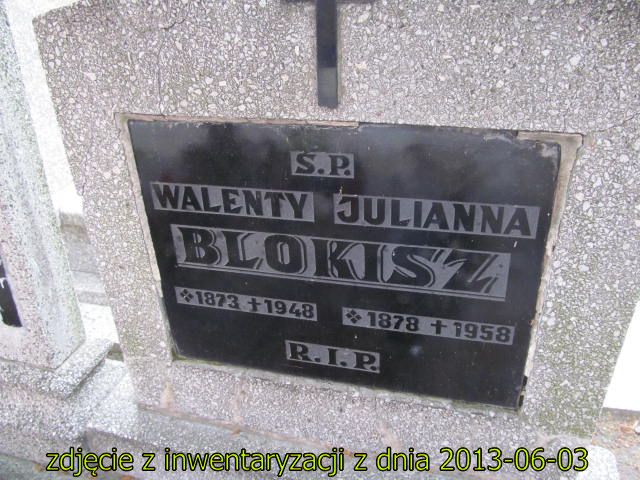 S.P.
WALENTY JULIANNA
BLOKISZ
❖1873 ✝1948 ❖1878 ✝1958
R.I.P.
zdjęcie z inwentaryzacji z dnia 2013-06-03